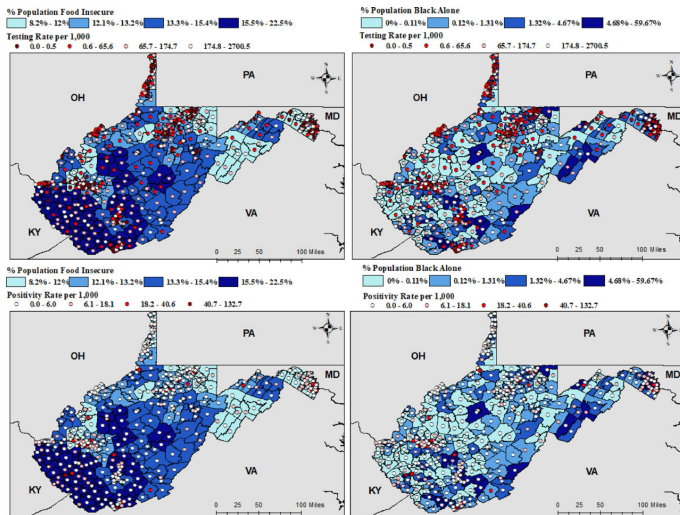 % Population Food Insecure
8.2% - 12% 12.1% - 13.2% 13.3% - 15.4% 15.5% - 22.5%
Testing Rate per 1,000
0.0 - 0.5 0.6 - 65.6 65.7 - 174.7 174.8 - 2700.5
OH
PA
MD
VA
KY
N
W E
S
0 25 50 100 Miles
% Population Black Alone
0% - 0.11% 0.12% - 1.31% 1.32% - 4.67% 4.68% - 59.67%
Testing Rate per 1,000
0.0 - 0.5 0.6 - 65.6 65.7 - 174.7 174.8 - 2700.5
OH
PA
MD
VA
KY
N
W E
S
0 25 50 100 Miles
% Population Food Insecure
8.2% - 12% 12.1% - 13.2% 13.3% - 15.4% 15.5% - 22.5%
Positivity Rate per 1,000
0.0 - 6.0 6.1 - 18.1 18.2 - 40.6 40.7 - 132.7
OH
PA
MD
VA
KY
N
W E
S
0 25 50 100 Miles
% Population Black Alone
0% - 0.11% 0.12% - 1.31% 1.32% - 4.67% 4.68% - 59.67%
Positivity Rate per 1,000
0.0 - 6.0 6.1 - 18.1 18.2 - 40.6 40.7 - 132.7
OH
PA
MD
VA
KY
N
W E
S
0 25 50 100 Miles